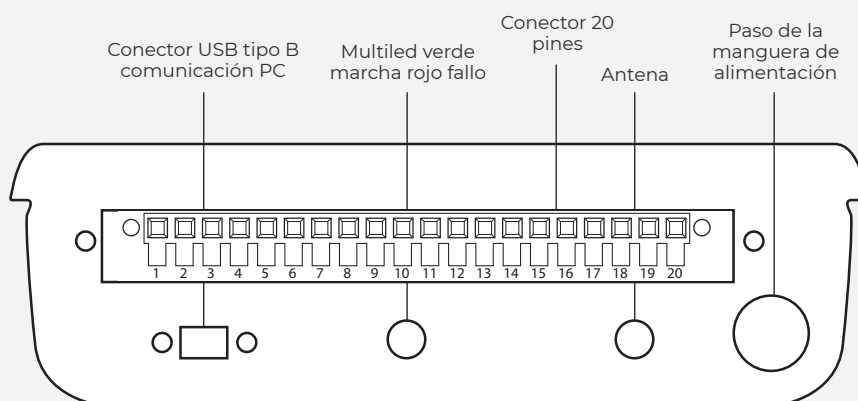 Conector USB tipo B
comunicación PC
Multiled verde
marcha rojo fallo
Conector 20
pines
Antena
Paso de la
manguera de
alimentación
1 2 3 4 5 6 7 8 9 10 11 12 13 14 15 16 17 18 19 20